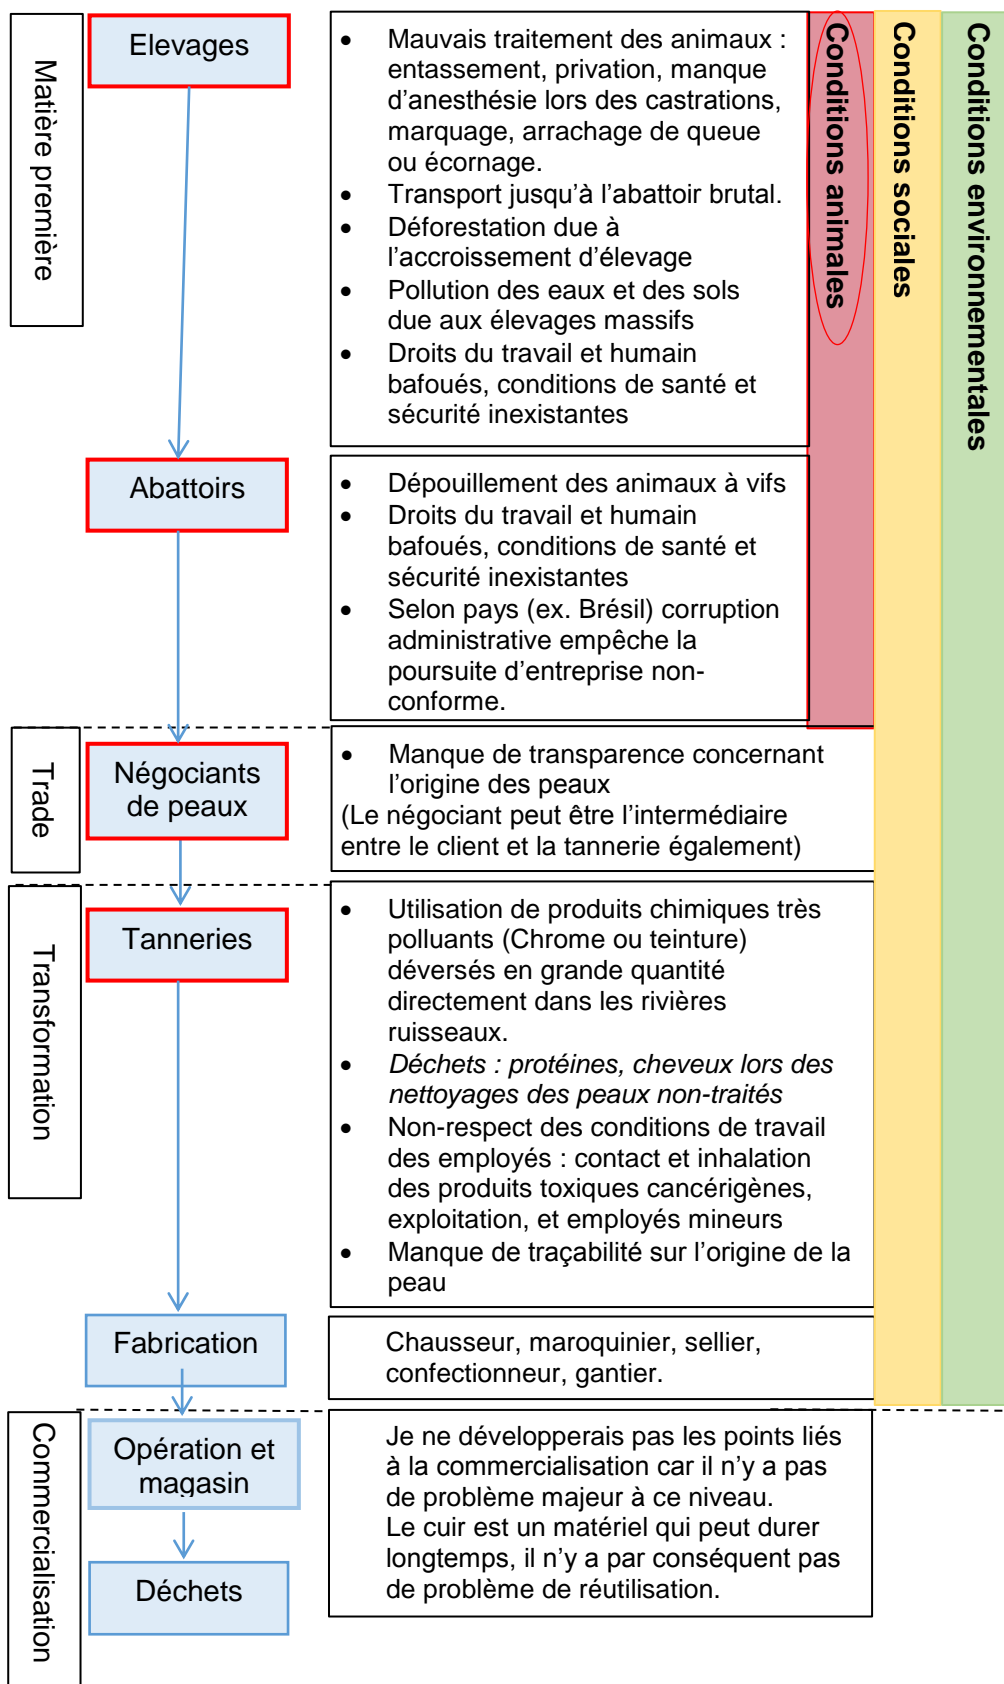 Matière première
Elevages
• Mauvais traitement des animaux :
entassement, privation, manque
d'anesthésie lors des castrations,
marquage, arrachage de queue
ou écornage.
• Transport jusqu'à l'abattoir brutal.
• Déforestation due à
l'accroissement d'élevage
• Pollution des eaux et des sols
due aux élevages massifs
• Droits du travail et humain
bafoués, conditions de santé et
sécurité inexistantes
Conditions animales
Conditions sociales
Conditions environnementales
Abattoirs
• Dépouillement des animaux à vifs
• Droits du travail et humain
bafoués, conditions de santé et
sécurité inexistantes
• Selon pays (ex. Brésil) corruption
administrative empêche la
poursuite d'entreprise non-
conforme.
Trade
Négociants
de peaux
• Manque de transparence concernant
l'origine des peaux
(Le négociant peut être l'intermédiaire
entre le client et la tannerie également)
Transformation
Tanneries
• Utilisation de produits chimiques très
polluants (Chrome ou teinture)
déversés en grande quantité
directement dans les rivières
ruisseaux.
• Déchets : protéines, cheveux lors des
nettoyages des peaux non-traités
• Non-respect des conditions de travail
des employés : contact et inhalation
des produits toxiques cancérigènes,
exploitation, et employés mineurs
• Manque de traçabilité sur l'origine de la
peau
Fabrication
Chausseur, maroquinier, sellier,
confectionneur, gantier.
Commercialisation
Opération et
magasin
Je ne développerais pas les points liés
à la commercialisation car il n'y a pas
de problème majeur à ce niveau.
Le cuir est un matériel qui peut durer
longtemps, il n'y a par conséquent pas
de problème de réutilisation.
Déchets